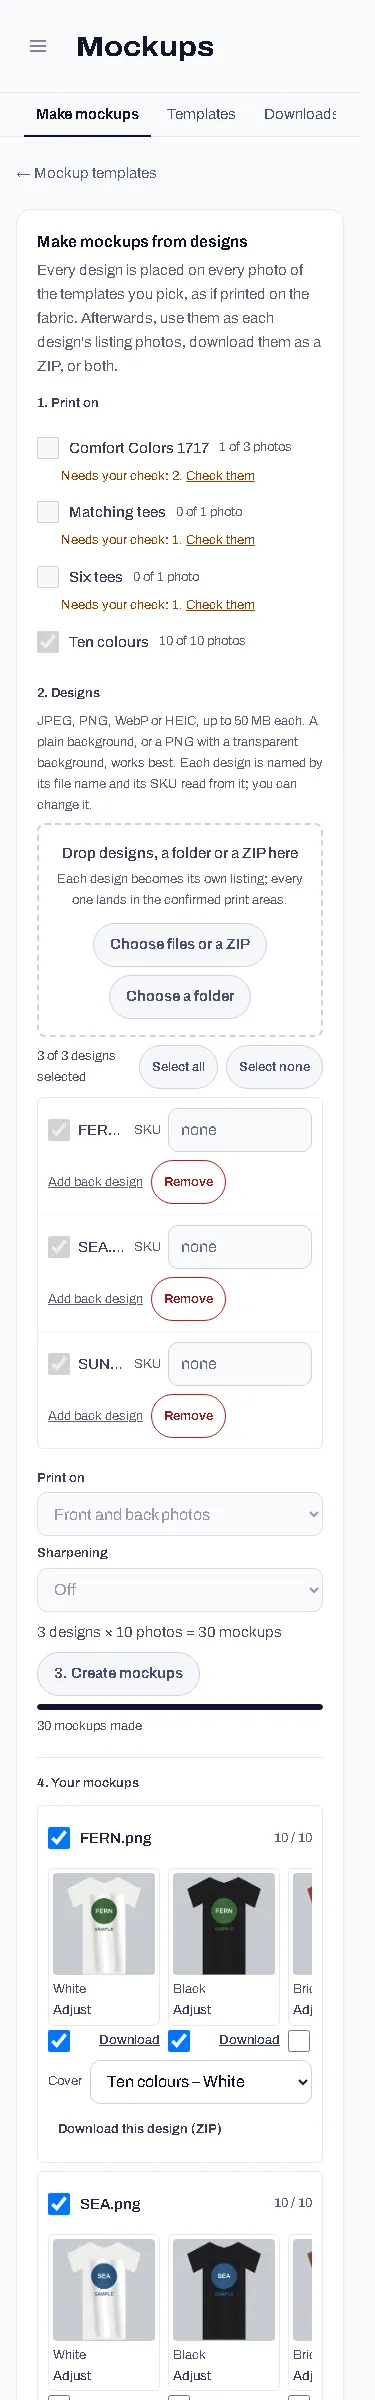 Mockups
Make mockups Templates Downloads
← Mockup templates
Make mockups from designs
Every design is placed on every photo of
the templates you pick, as if printed on the
fabric. Afterwards, use them as each
design's listing photos, download them as a
ZIP, or both.
1. Print on
Comfort Colors 1717 1 of 3 photos
Needs your check: 2. Check them
Matching tees 0 of 1 photo
Needs your check: 1. Check them
Six tees 0 of 1 photo
Needs your check: 1. Check them
Ten colours 10 of 10 photos
2. Designs
JPEG, PNG, WebP or HEIC, up to 50 MB each. A
plain background, or a PNG with a transparent
background, works best. Each design is named by
its file name and its SKU read from it; you can
change it.
Drop designs, a folder or a ZIP here
Each design becomes its own listing; every
one lands in the confirmed print areas.
Choose files or a ZIP
Choose a folder
3 of 3 designs
selected
Select all Select none
FER... SKU none
Add back design Remove
SEA.... SKU none
Add back design Remove
SUN... SKU none
Add back design Remove
Print on
Front and back photos
Sharpening
Off
3 designs × 10 photos = 30 mockups
3. Create mockups
30 mockups made
4. Your mockups
FERN.png 10 / 10
FERN FERN
SAMPLE SAMPLE
White Black Bric
Adjust Adjust Adj
Download Download
Cover Ten colours – White
Download this design (ZIP)
SEA.png 10 / 10
SEA SEA
SAMPLE SAMPLE
White Black Bric
Adjust Adjust Adj